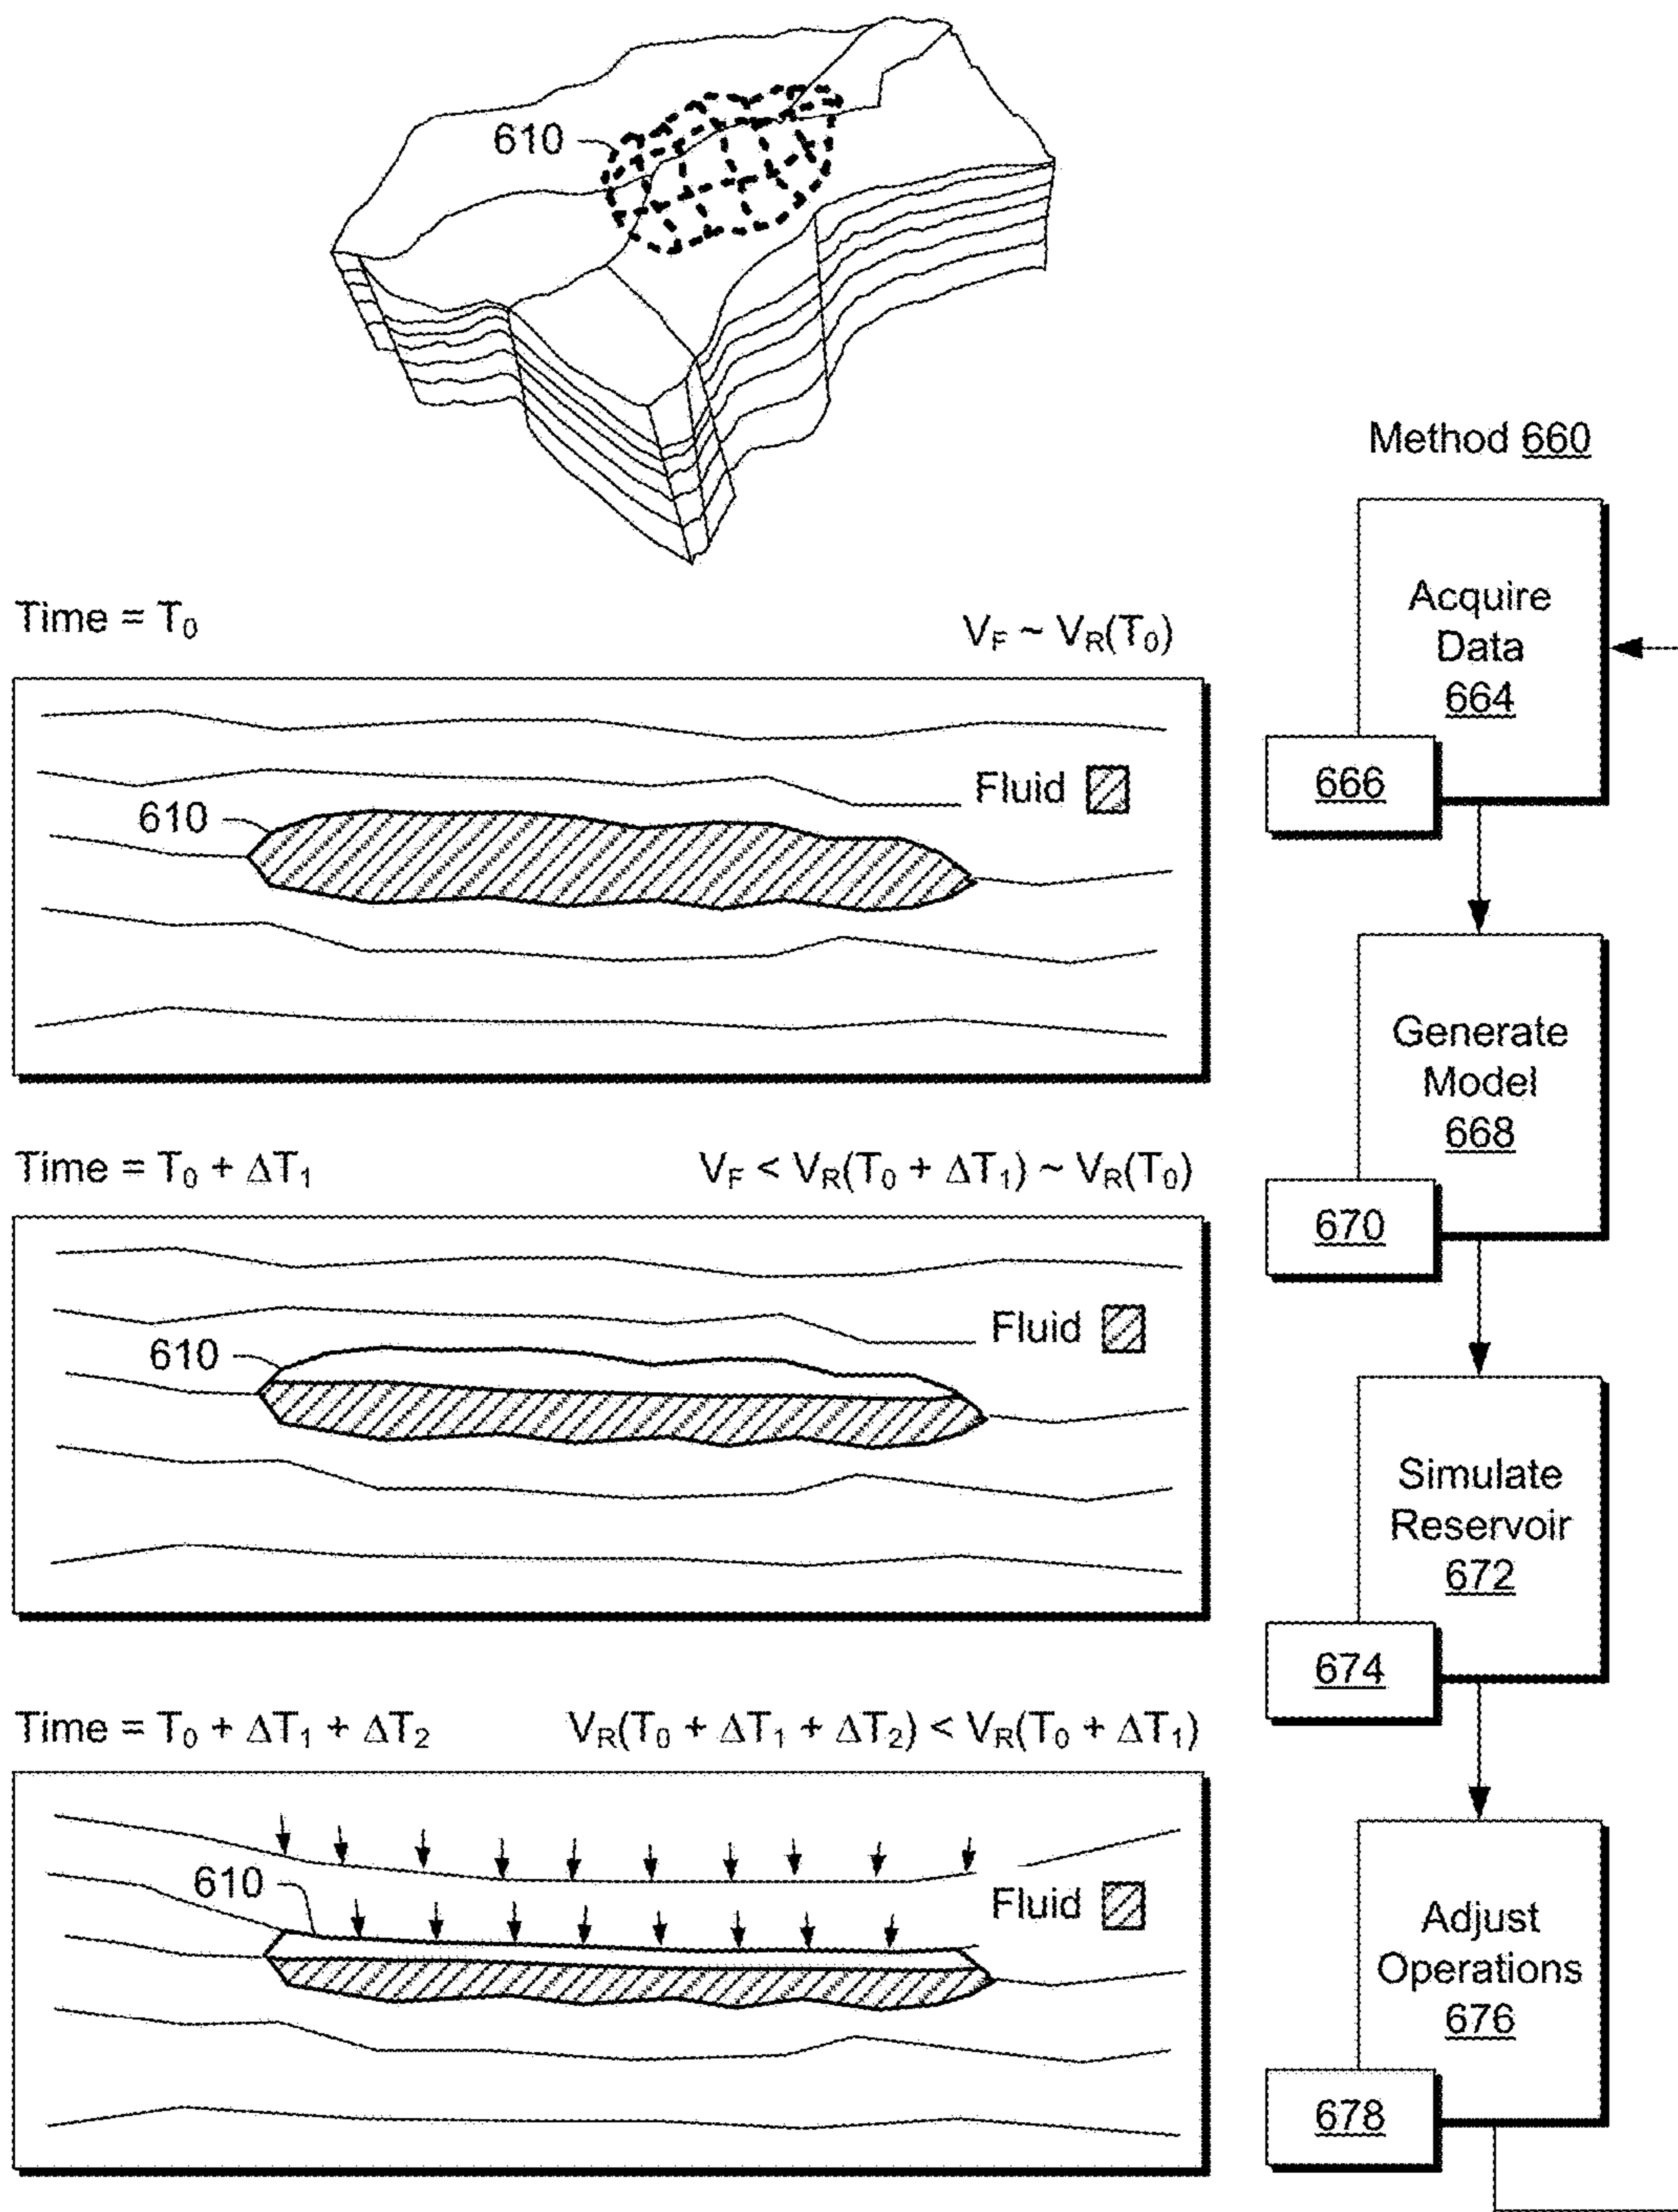 610
Method 660
Acquire
Data
664
666
Generate
Model
668
670
Simulate
Reservoir
672
674
Adjust
Operations
676
678
Time = T₀
V_F ~ V_R(T₀)
Fluid
610
Time = T₀ + ΔT₁
V_F < V_R(T₀ + ΔT₁) ~ V_R(T₀)
Fluid
610
Time = T₀ + ΔT₁ + ΔT₂
V_R(T₀ + ΔT₁ + ΔT₂) < V_R(T₀ + ΔT₁)
610
Fluid